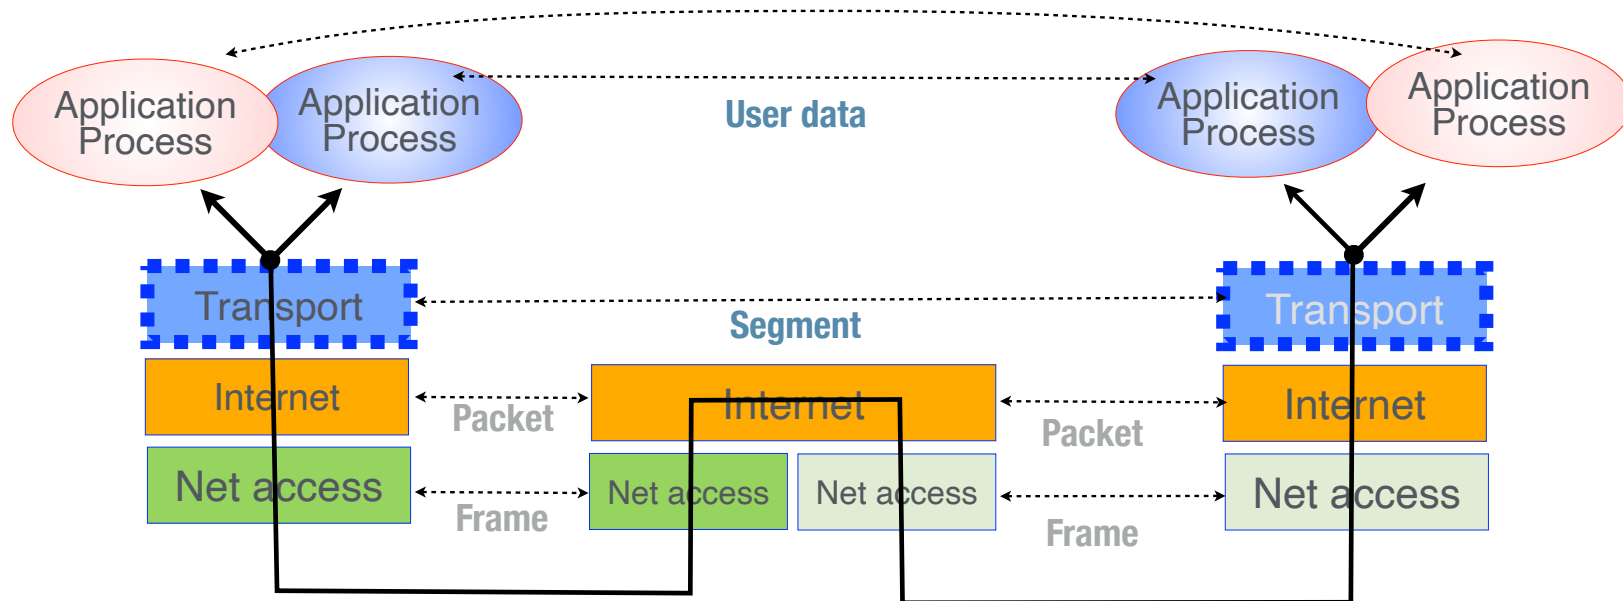 Application
Process
Application
Process
User data
Application
Process
Application
Process
Transport
Segment
Transport
Internet
Packet
Internet
Packet
Internet
Net access
Frame
Net access
Net access
Frame
Net access